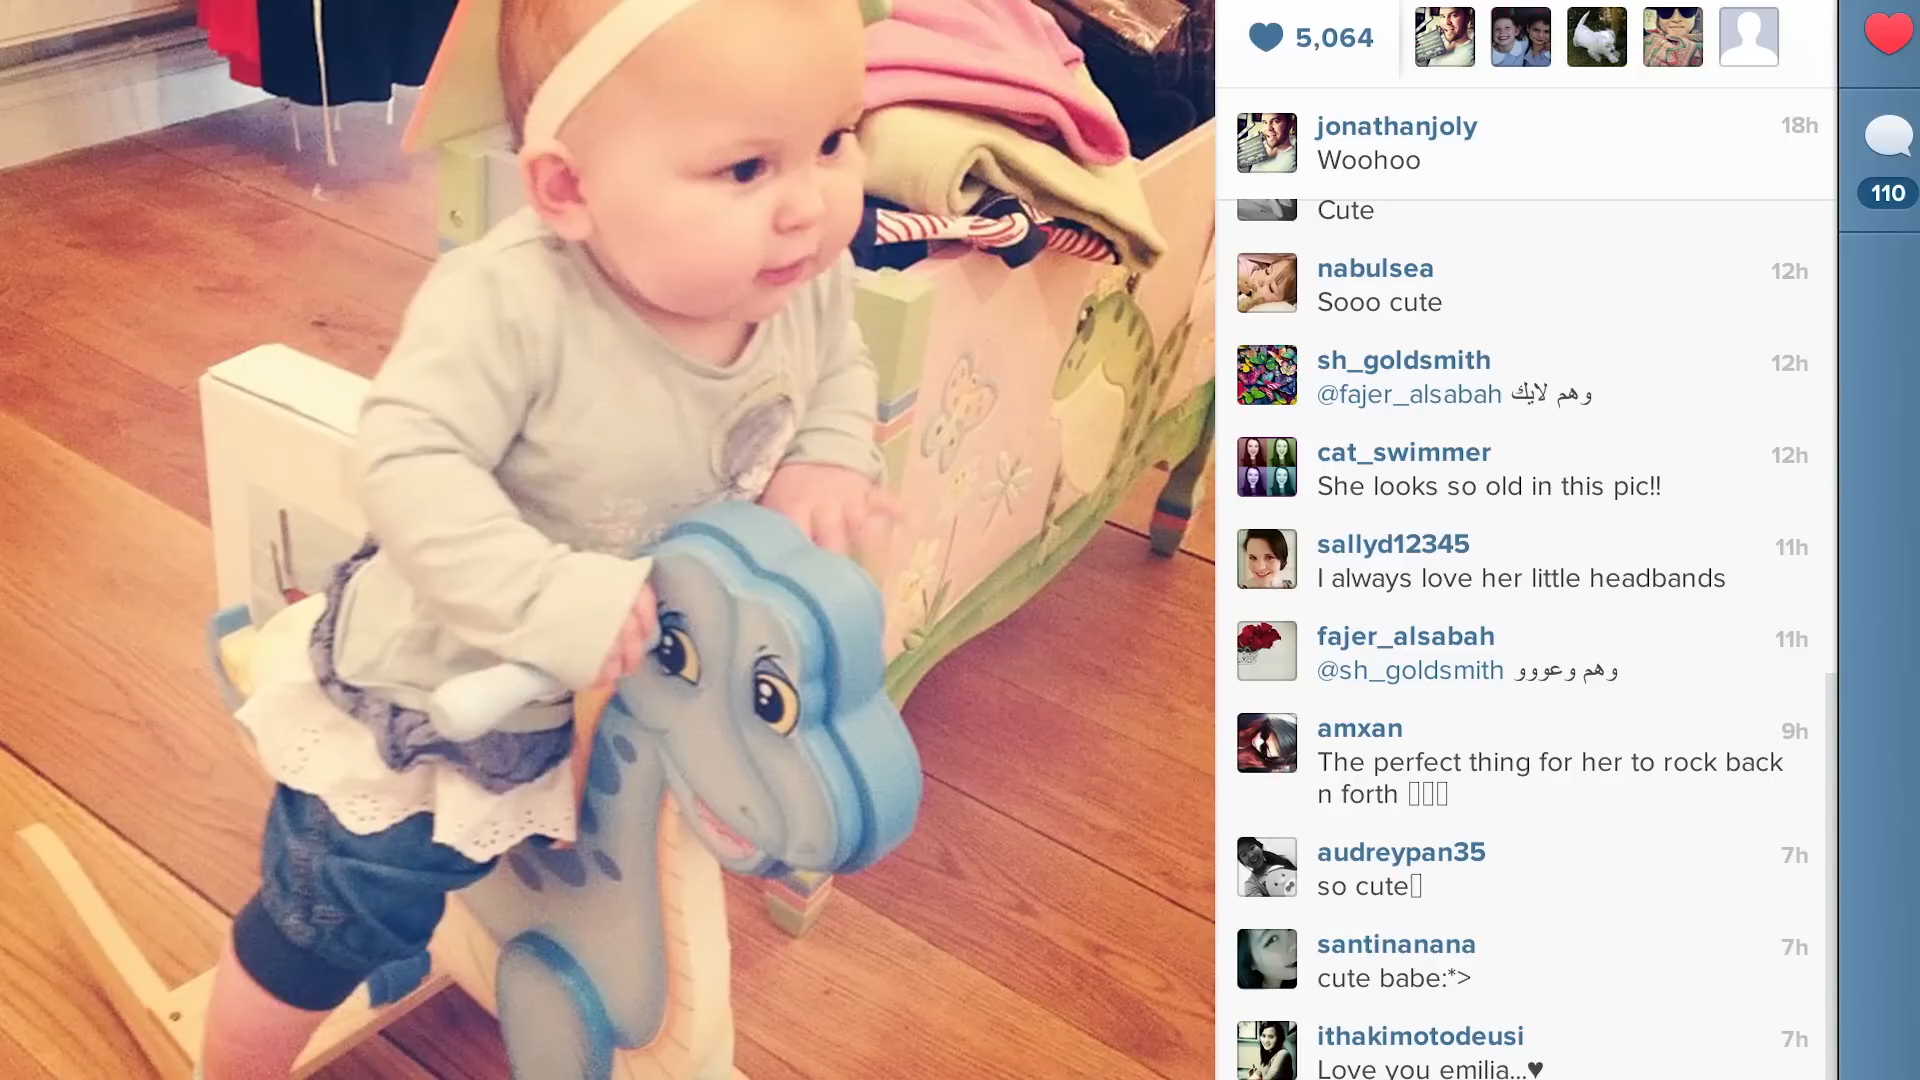 5,064
jonathanjoly 18h
Woohoo
110
Cute
nabulsea 12h
Sooo cute
sh_goldsmith 12h
@fajer_alsabah وهم لايك
cat_swimmer 12h
She looks so old in this pic!!
sallyd12345 11h
I always love her little headbands
fajer_alsabah 11h
@sh_goldsmith وهم وعووو
amxan 9h
The perfect thing for her to rock back
n forth
audreypan35 7h
so cute
santinanana 7h
cute babe:*>
ithakimotodeusi 7h
Love you emilia...♥